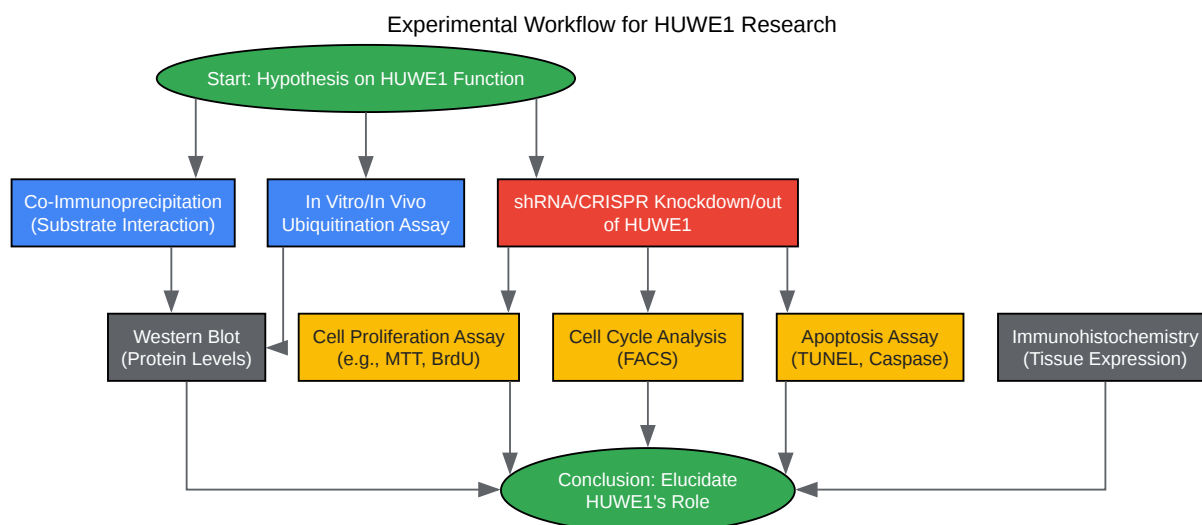 Experimental Workflow for HUWE1 Research
Start: Hypothesis on HUWE1 Function
Co-Immunoprecipitation
(Substrate Interaction)
In Vitro/In Vivo
Ubiquitination Assay
shRNA/CRISPR Knockdown/out
of HUWE1
Western Blot
(Protein Levels)
Cell Proliferation Assay
(e.g., MTT, BrdU)
Cell Cycle Analysis
(FACS)
Apoptosis Assay
(TUNEL, Caspase)
Immunohistochemistry
(Tissue Expression)
Conclusion: Elucidate
HUWE1's Role